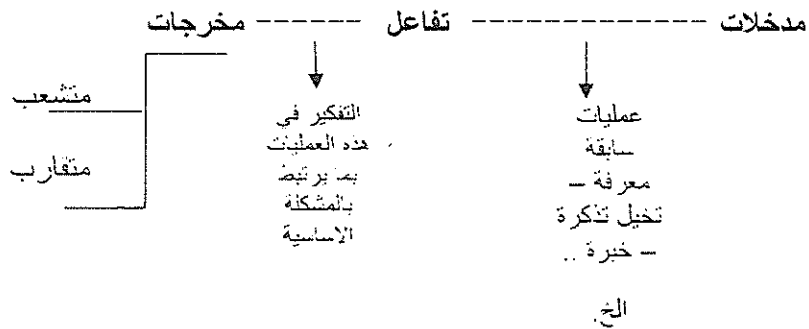 مدخلات --------------- تفاعل ------ مخرجات
عمليات
سابقة
معرفة –
تخيل تذكرة
– خبرة ..
الخ.
التفكير في
هذه العمليات
بما يرتبط
بالمشكلة
الاساسية
متشعب
متقارب